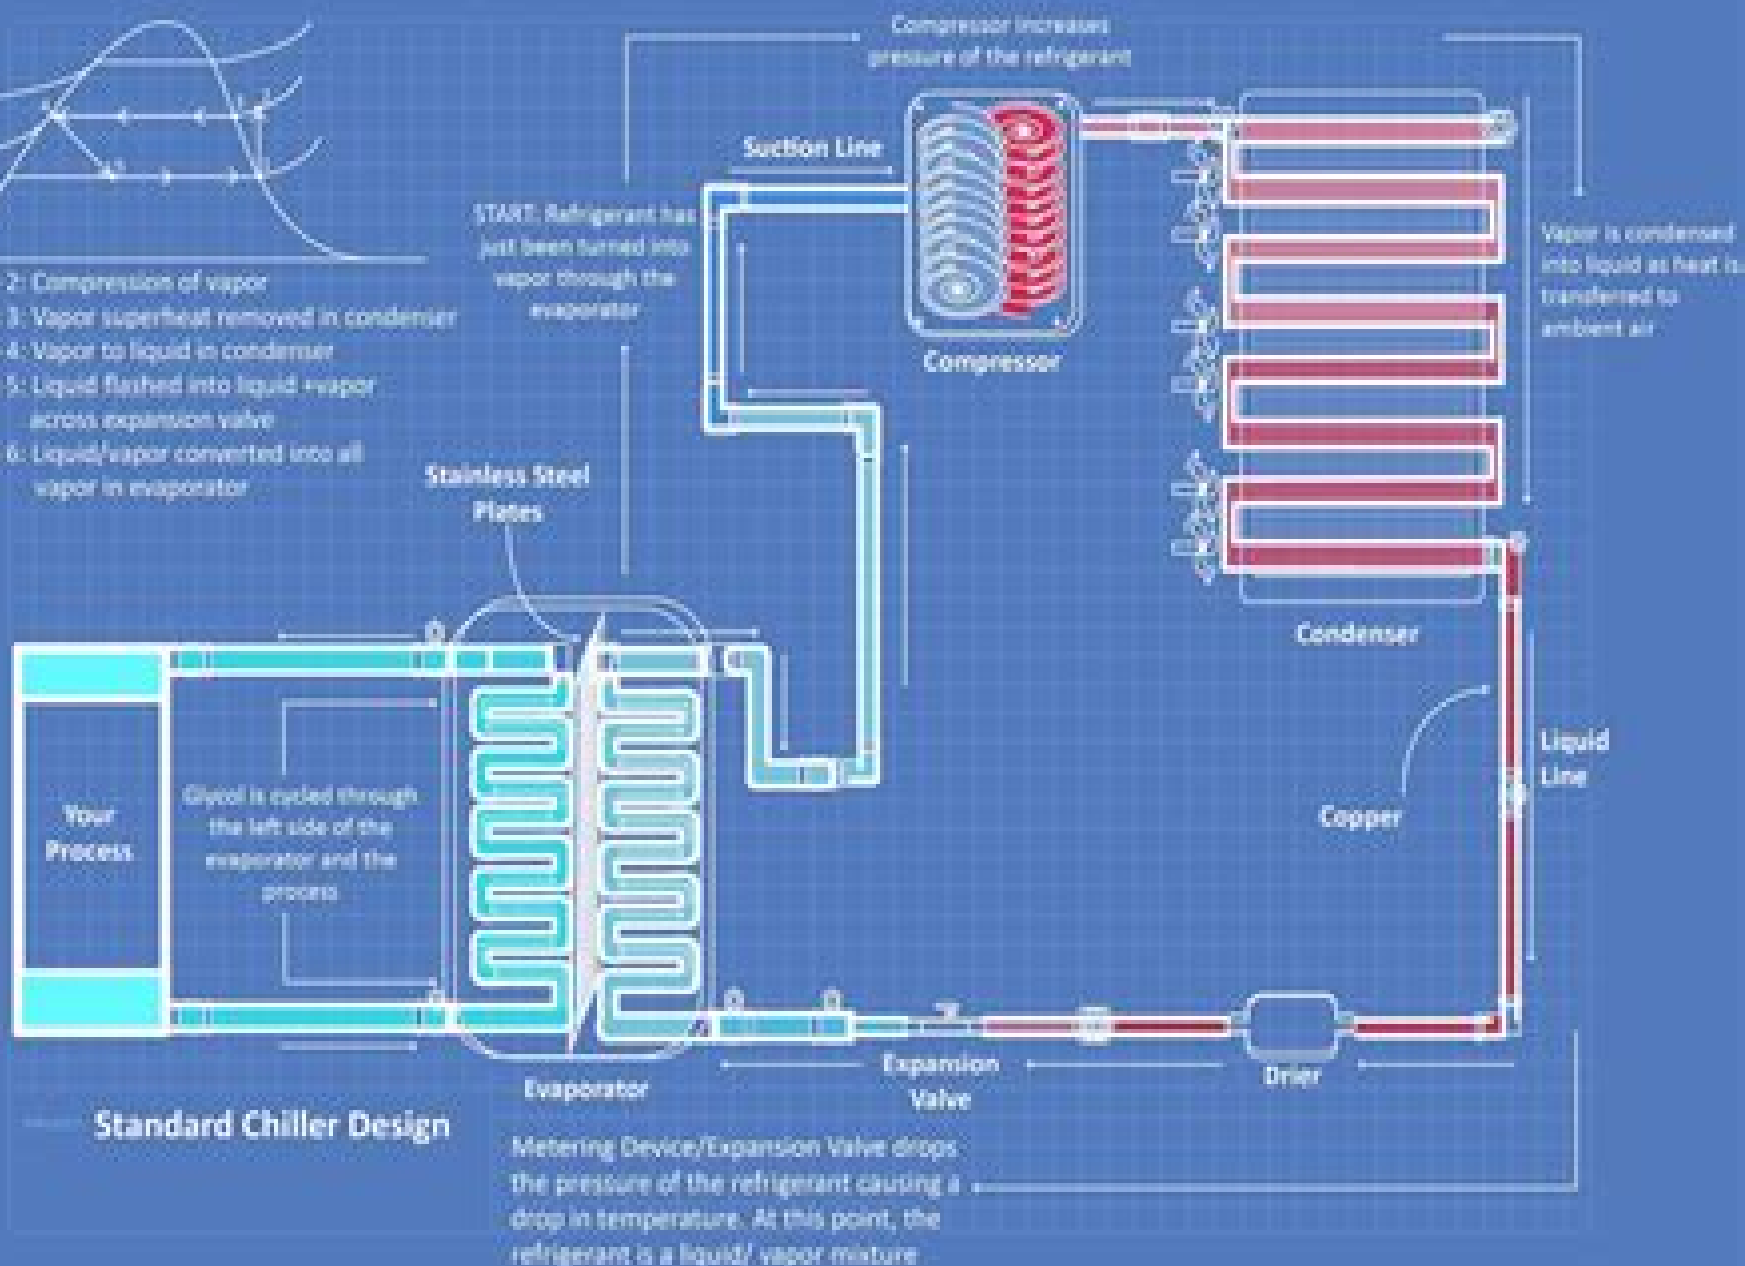 Compressor increases
pressure of the refrigerant
Suction Line
START: Refrigerant has
just been turned into
vapor through the
evaporator
Compressor
Vapor is condensed
into liquid as heat is
transferred to
ambient air
2: Compression of vapor
3: Vapor superheat removed in condenser
4: Vapor to liquid in condenser
5: Liquid flashed into liquid +vapor
across expansion valve
6: Liquid/vapor converted into all
vapor in evaporator
Stainless Steel
Plates
Condenser
Liquid
Line
Copper
Your
Process
Glycol is cycled through
the left side of the
evaporator and the
process
Evaporator
Expansion
Valve
Drier
Standard Chiller Design
Metering Device/Expansion Valve drops
the pressure of the refrigerant causing a
drop in temperature. At this point, the
refrigerant is a liquid/ vapor mixture